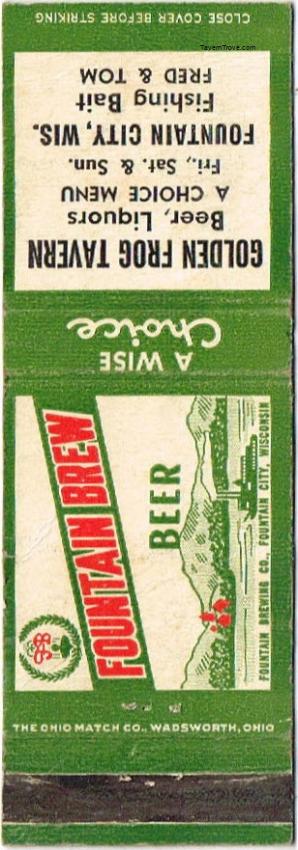 TavernTrove.com
CLOSE COVER BEFORE STRIKING
GOLDEN FROG TAVERN
Beer, Liquors
A CHOICE MENU
Fri., Sat. & Sun.
FOUNTAIN CITY, WIS.
Fishing Bait
FRED & TOM
A WISE
Choice
FOUNTAIN BREW
BEER
FOUNTAIN BREWING CO., FOUNTAIN CITY, WISCONSIN
THE OHIO MATCH CO., WADSWORTH, OHIO